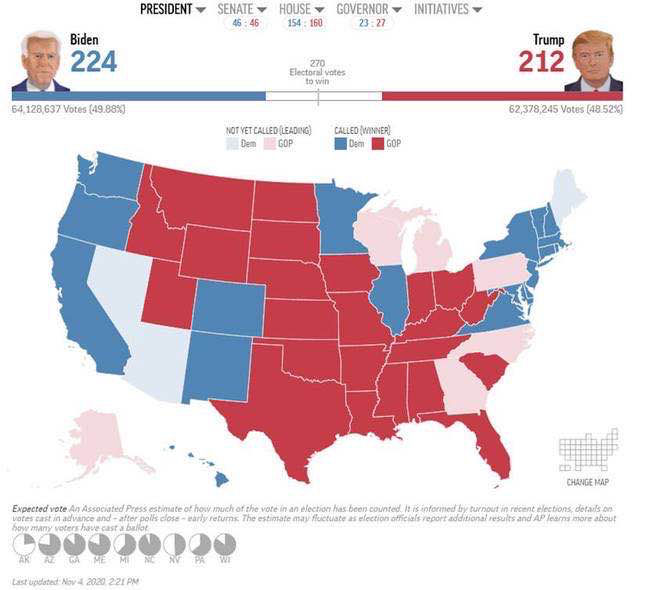 PRESIDENT SENATE HOUSE GOVERNOR INITIATIVES
46 : 46 154 : 160 23 : 27
Biden
224
Trump
212
270
Electoral votes
to win
64,128,637 Votes (49.88%)
62,378,245 Votes (48.52%)
NOT YET CALLED (LEADING)
Dem GOP
CALLED (WINNER)
Dem GOP
CHANGE MAP
Expected vote An Associated Press estimate of how much of the vote in an election has been counted. It is informed by turnout in recent elections, details on
votes cast in advance and – after polls close – early returns. The estimate may fluctuate as election officials report additional results and AP learns more about
how many voters have cast a ballot.
AK AZ GA ME MI NC NV PA WI
Last updated: Nov 4, 2020, 2:21 PM